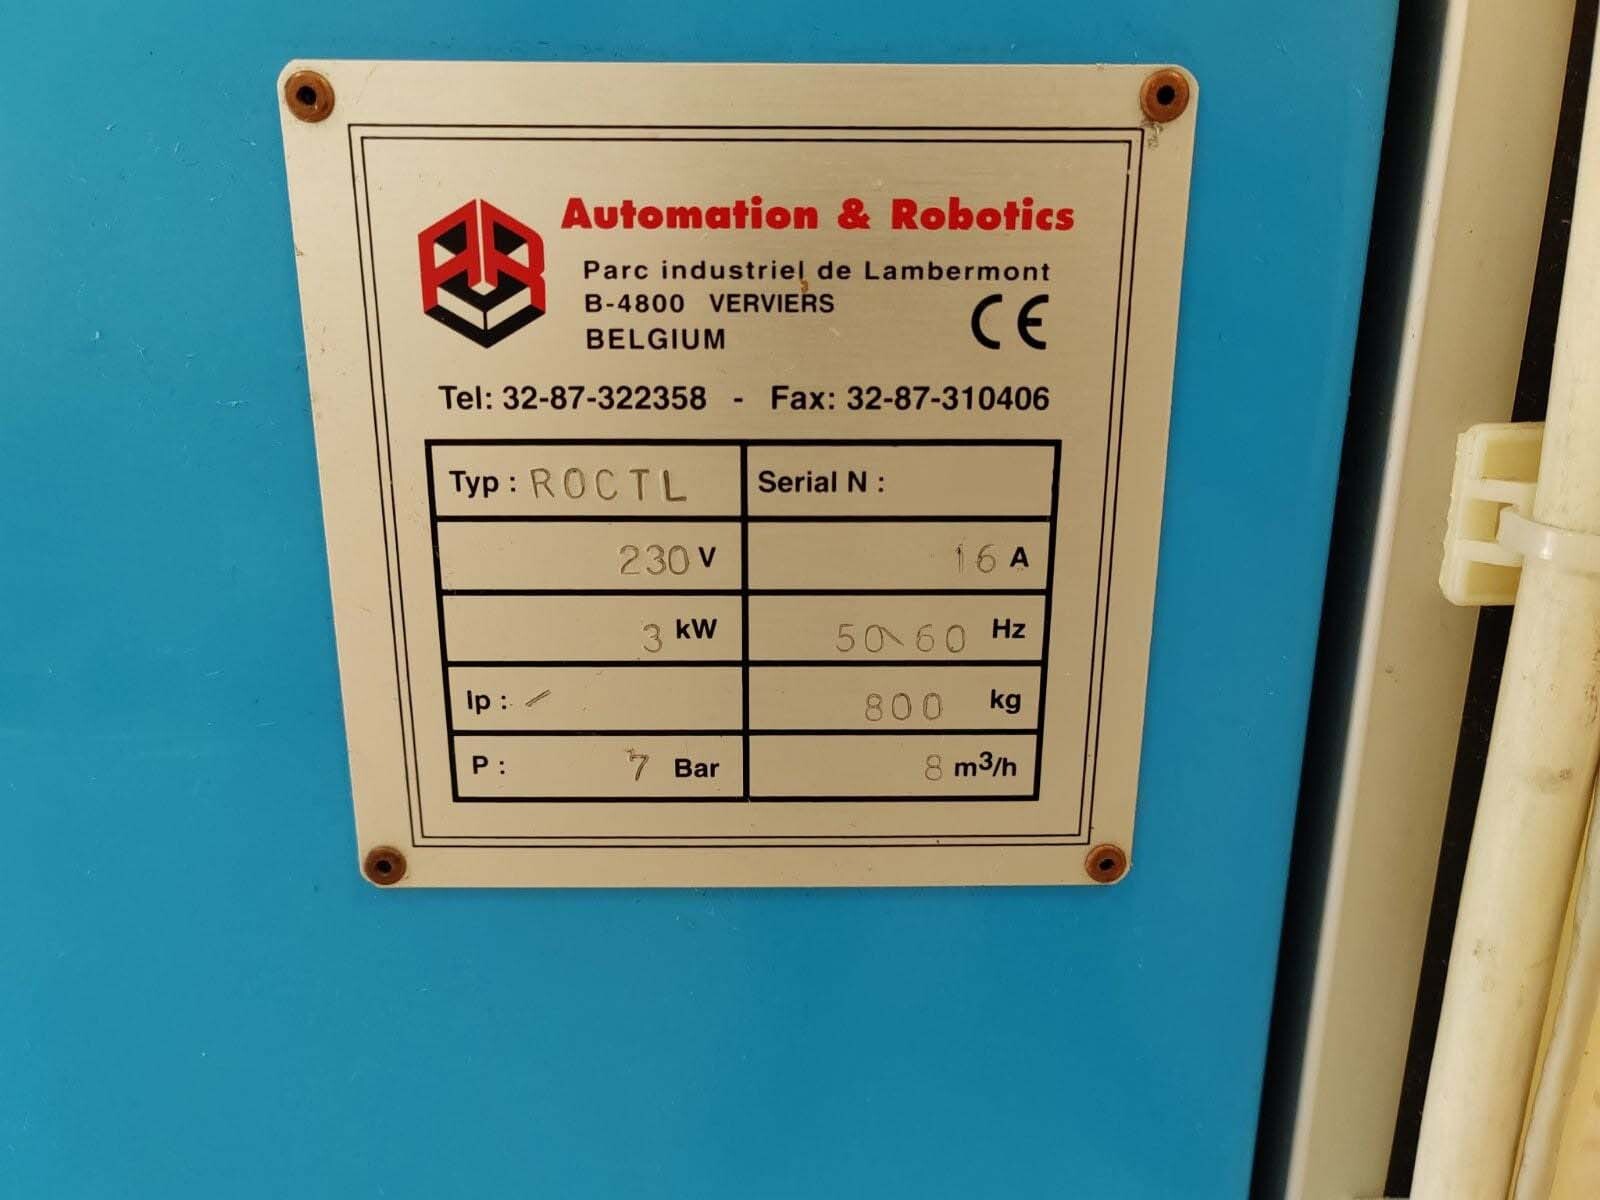 AR
Automation & Robotics
Parc industriel de Lambermont
B-4800 VERVIERS
BELGIUM
CE
Tel: 32-87-322358 - Fax: 32-87-310406
Typ : ROCTL Serial N :
230 V 16 A
3 kW 50\60 Hz
Ip : / 800 kg
P : 7 Bar 8 m³/h